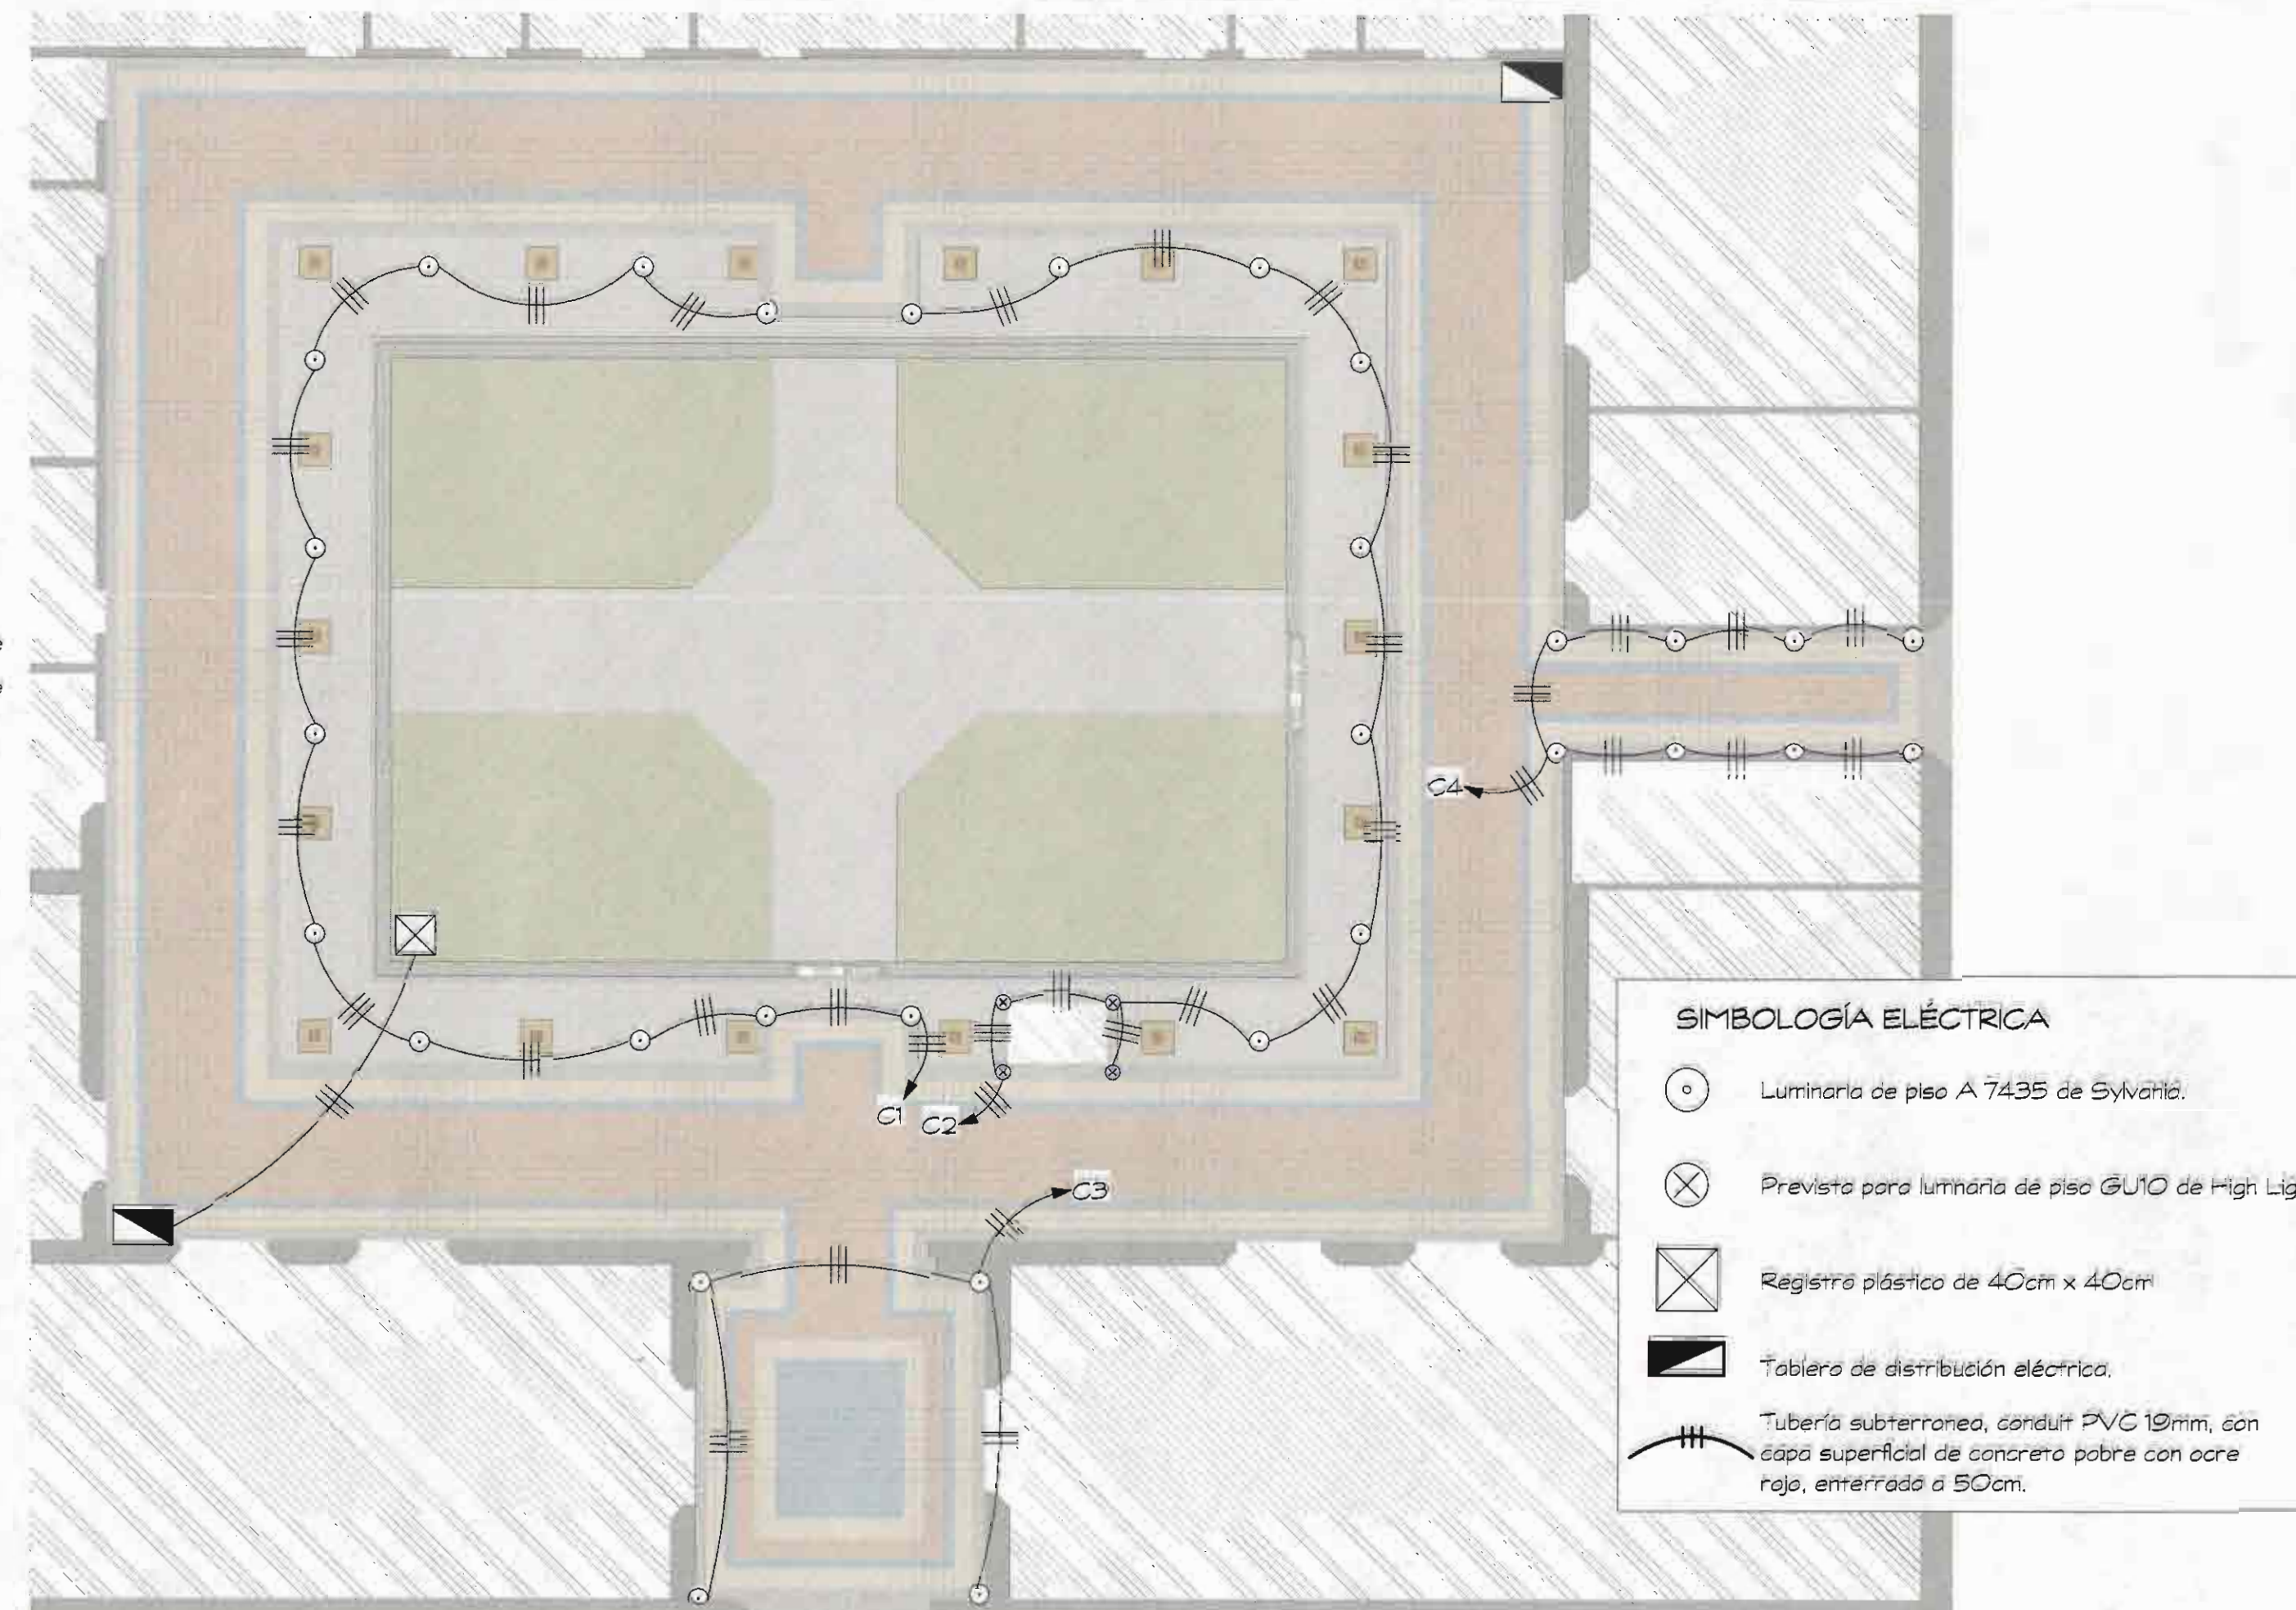 C4
C1
C2
C3
SIMBOLOGÍA ELÉCTRICA
Luminaria de piso A 7435 de Sylvania.
Prevista para lumnaria de piso GU10 de High Lig
Registro plástico de 40cm x 40cm
Tablero de distribución eléctrica.
Tubería subterranea, conduit PVC 19mm, con
capa superficial de concreto pobre con ocre
rojo, enterrado a 50cm.